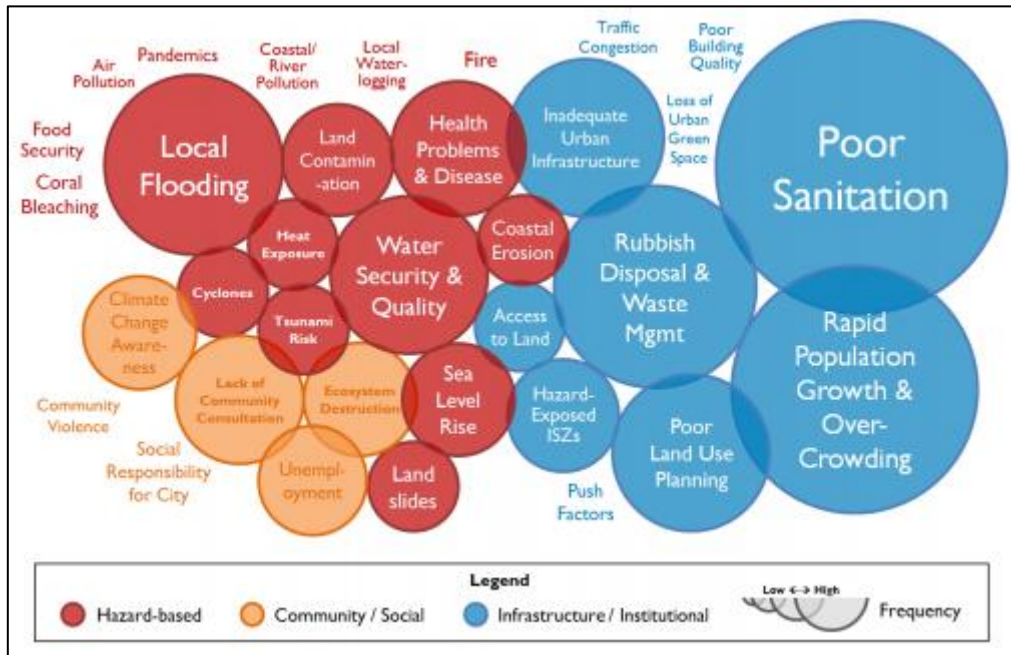 Air
Pollution
Pandemics
Coastal/
River
Pollution
Local
Water-
logging
Fire
Traffic
Congestion
Poor
Building
Quality
Food
Security
Coral
Bleaching
Local
Flooding
Land
Contamin
-ation
Health
Problems
& Disease
Inadequate
Urban
Infrastructure
Loss of
Urban
Green
Space
Poor
Sanitation
Heat
Exposure
Water
Security &
Quality
Coastal
Erosion
Rubbish
Disposal &
Waste
Mgmt
Cyclones
Tsunami
Risk
Access
to Land
Rapid
Population
Growth &
Over-
Crowding
Climate
Change
Aware-
ness
Lack of
Community
Consultation
Ecosystem
Destruction
Sea
Level
Rise
Hazard-
Exposed
ISZs
Poor
Land Use
Planning
Community
Violence
Social
Responsibility
for City
Unempl-
oyment
Land
slides
Push
Factors
Legend
Hazard-based
Community / Social
Infrastructure / Institutional
Low <-> High
Frequency